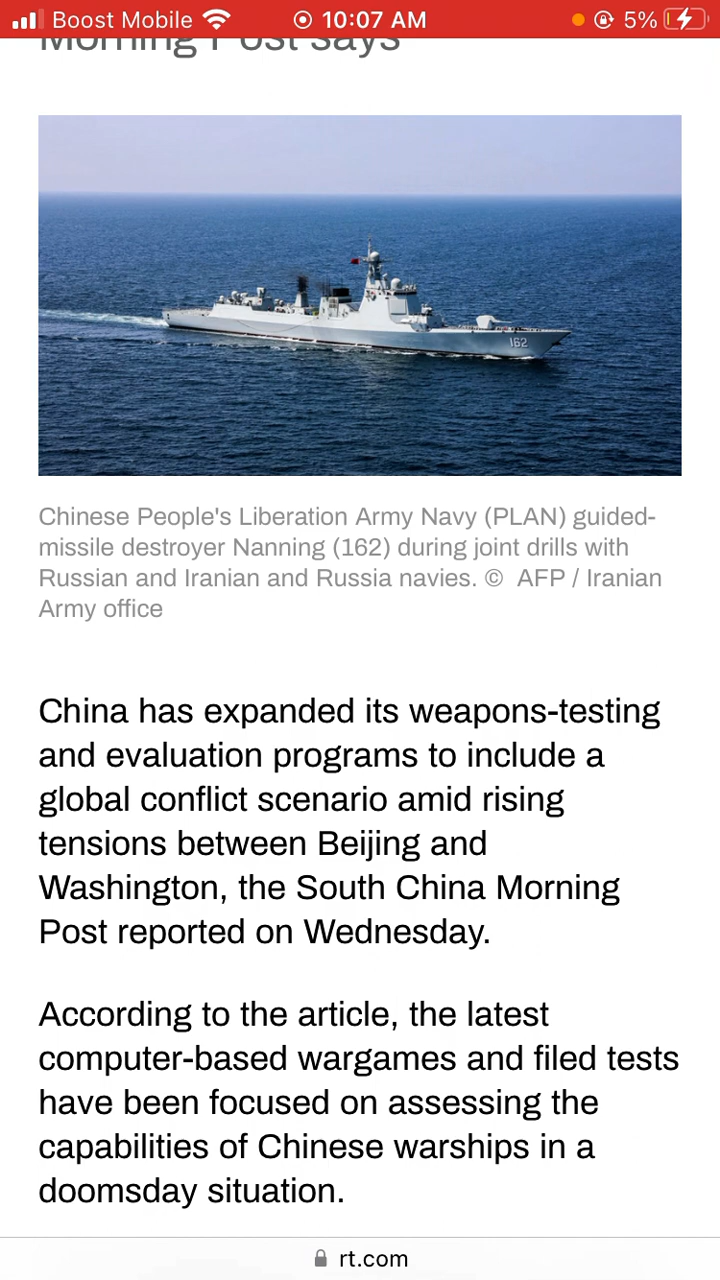 Boost Mobile 10:07 AM 5%
Morning Post says
162
Chinese People's Liberation Army Navy (PLAN) guided-
missile destroyer Nanning (162) during joint drills with
Russian and Iranian and Russia navies. © AFP / Iranian
Army office
China has expanded its weapons-testing
and evaluation programs to include a
global conflict scenario amid rising
tensions between Beijing and
Washington, the South China Morning
Post reported on Wednesday.
According to the article, the latest
computer-based wargames and filed tests
have been focused on assessing the
capabilities of Chinese warships in a
doomsday situation.
rt.com